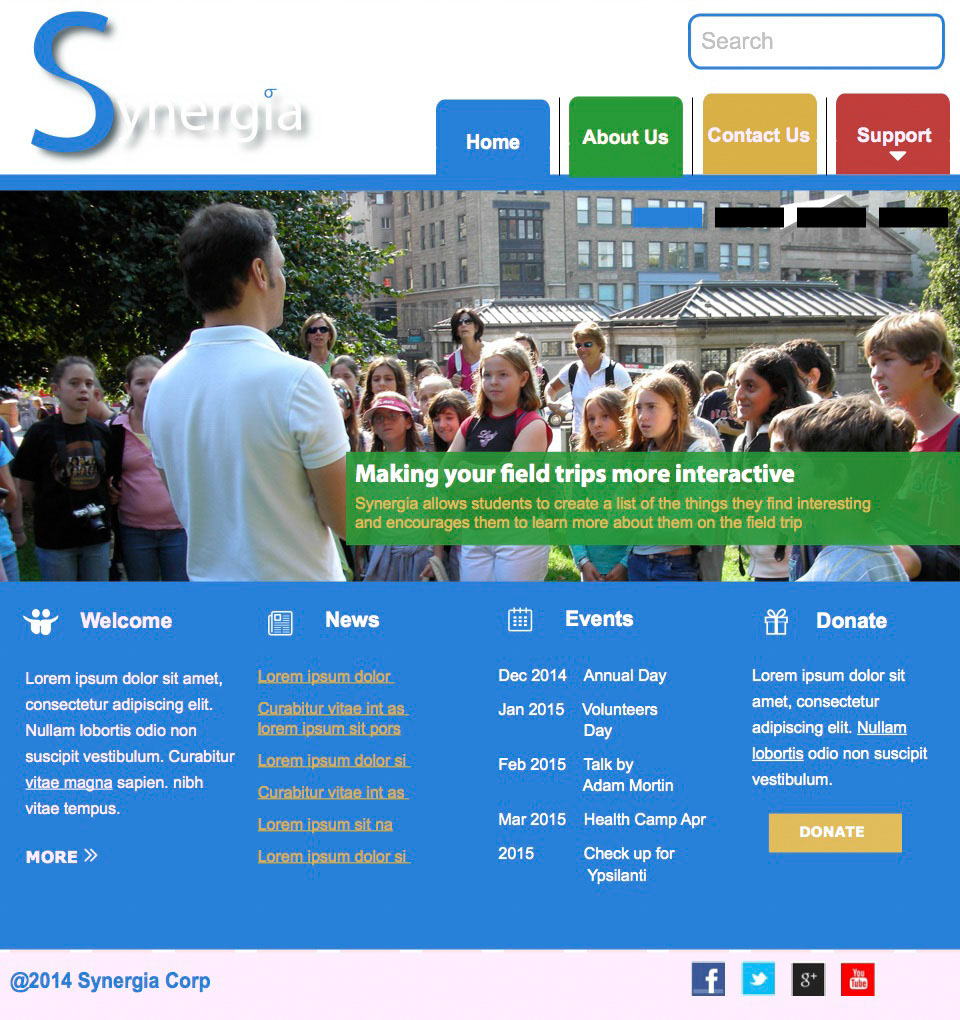 Search
Synergia
σ
Home
About Us
Contact Us
Support
Making your field trips more interactive
Synergia allows students to create a list of the things they find interesting
and encourages them to learn more about them on the field trip
Welcome
Lorem ipsum dolor sit amet,
consectetur adipiscing elit.
Nullam lobortis odio non
suscipit vestibulum. Curabitur
vitae magna sapien. nibh
vitae tempus.
MORE »
News
Lorem ipsum dolor
Curabitur vitae int as
lorem ipsum sit pors
Lorem ipsum dolor si
Curabitur vitae int as
Lorem ipsum sit na
Lorem ipsum dolor si
Events
Dec 2014 Annual Day
Jan 2015 Volunteers
Day
Feb 2015 Talk by
Adam Mortin
Mar 2015 Health Camp Apr
2015 Check up for
Ypsilanti
Donate
Lorem ipsum dolor sit
amet, consectetur
adipiscing elit. Nullam
lobortis odio non suscipit
vestibulum.
DONATE
@2014 Synergia Corp
f
g+
You
Tube